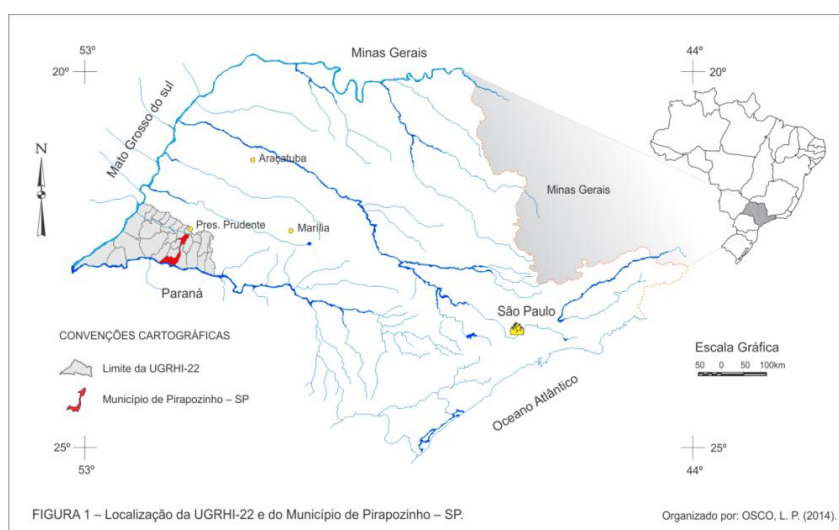 53º
44º
Minas Gerais
20º
20º
Mato Grosso do sul
N
Araçatuba
Minas Gerais
Pres. Prudente
Marília
Paraná
São Paulo
CONVENÇÕES CARTOGRÁFICAS
Escala Gráfica
Limite da UGRHI-22
50 0 50 100km
Município de Pirapozinho – SP
Oceano Atlântico
25º
25º
53º
44º
FIGURA 1 – Localização da UGRHI-22 e do Município de Pirapozinho – SP.
Organizado por: OSCO, L. P. (2014).